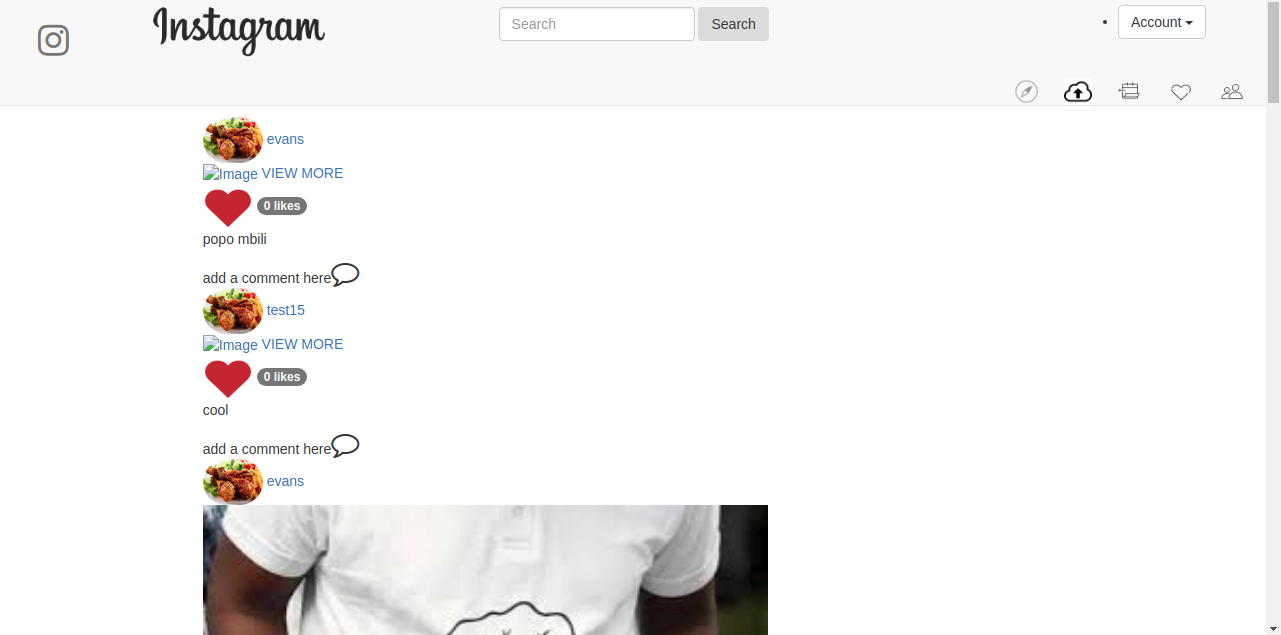 Instagram
Search Search
Account
evans
Image VIEW MORE
0 likes
popo mbili
add a comment here
test15
Image VIEW MORE
0 likes
cool
add a comment here
evans